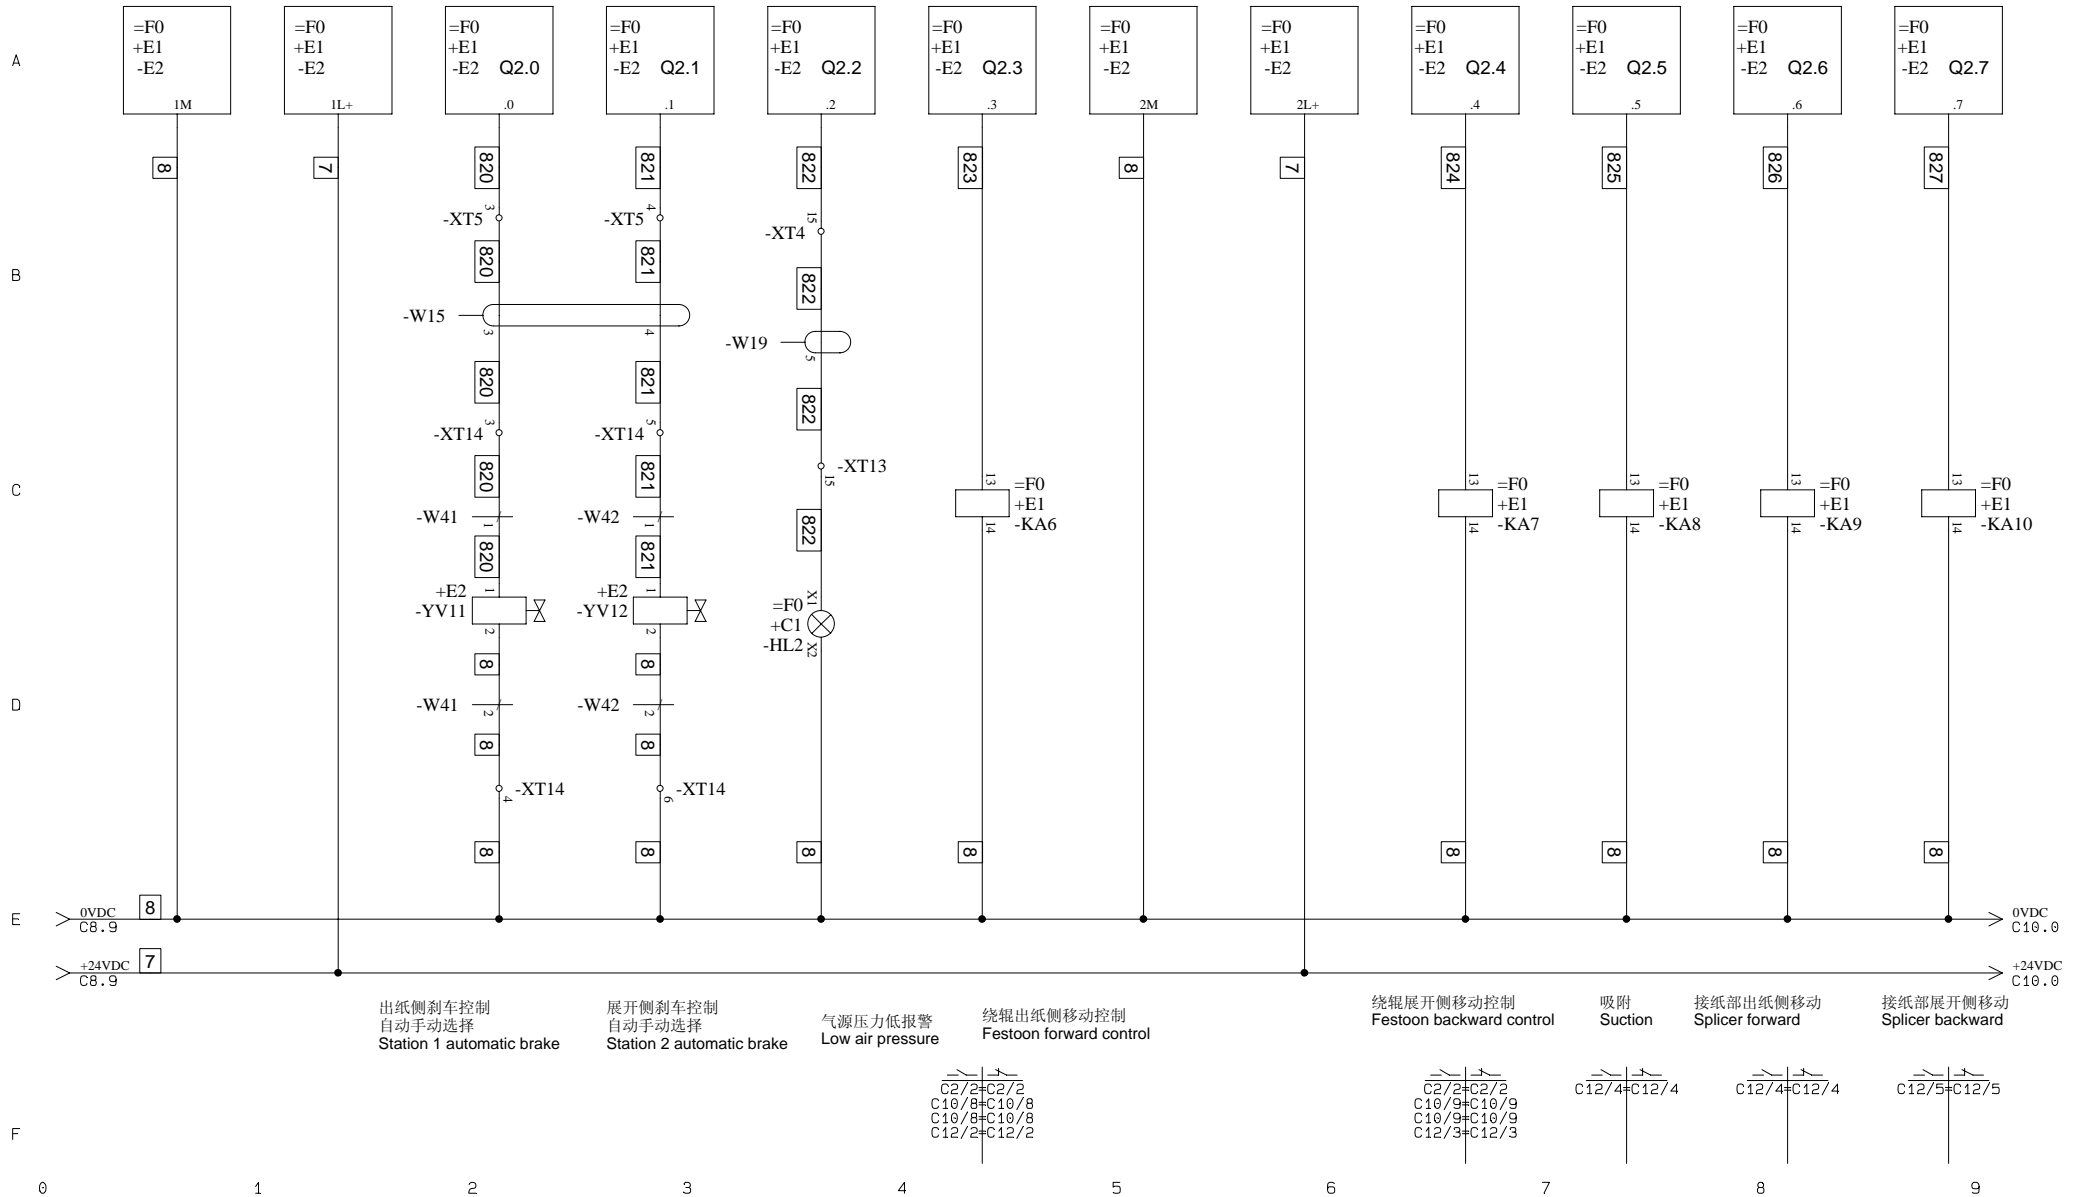 A
=F0
+E1
-E2
1M
=F0
+E1
-E2
1L+
=F0
+E1
-E2 Q2.0
.0
=F0
+E1
-E2 Q2.1
.1
=F0
+E1
-E2 Q2.2
.2
=F0
+E1
-E2 Q2.3
.3
=F0
+E1
-E2
2M
=F0
+E1
-E2
2L+
=F0
+E1
-E2 Q2.4
.4
=F0
+E1
-E2 Q2.5
.5
=F0
+E1
-E2 Q2.6
.6
=F0
+E1
-E2 Q2.7
.7
8 7 820 821 822 823 8 7 824 825 826 827
-XT5 3
-XT5 4
-XT4 15
B
820 821 822
-W15 3 4
-W19 5
820 821 822
-XT14 3
-XT14 5
-XT13 15
C
820 821 822
-W41 1
-W42 1
13 =F0
+E1
14 -KA6
13 =F0
+E1
14 -KA7
13 =F0
+E1
14 -KA8
13 =F0
+E1
14 -KA9
13 =F0
+E1
14 -KA10
820 821
+E2 1
-YV11
2
+E2 1
-YV12
2
X1
=F0
+C1
-HL2 X2
8 8
D
-W41 2
-W42 2
8 8
4 -XT14
6 -XT14
8 8 8 8 8 8 8 8
E
0VDC 8
C8.9
0VDC
C10.0
+24VDC 7
C8.9
+24VDC
C10.0
出纸侧刹车控制
自动手动选择
Station 1 automatic brake
展开侧刹车控制
自动手动选择
Station 2 automatic brake
气源压力低报警
Low air pressure
绕辊出纸侧移动控制
Festoon forward control
绕辊展开侧移动控制
Festoon backward control
吸附
Suction
接纸部出纸侧移动
Splicer forward
接纸部展开侧移动
Splicer backward
C2/2=C2/2
C10/8=C10/8
C10/8=C10/8
C12/2=C12/2
C2/2=C2/2
C10/9=C10/9
C10/9=C10/9
C12/3=C12/3
C12/4=C12/4
C12/4=C12/4
C12/5=C12/5
F
0 1 2 3 4 5 6 7 8 9